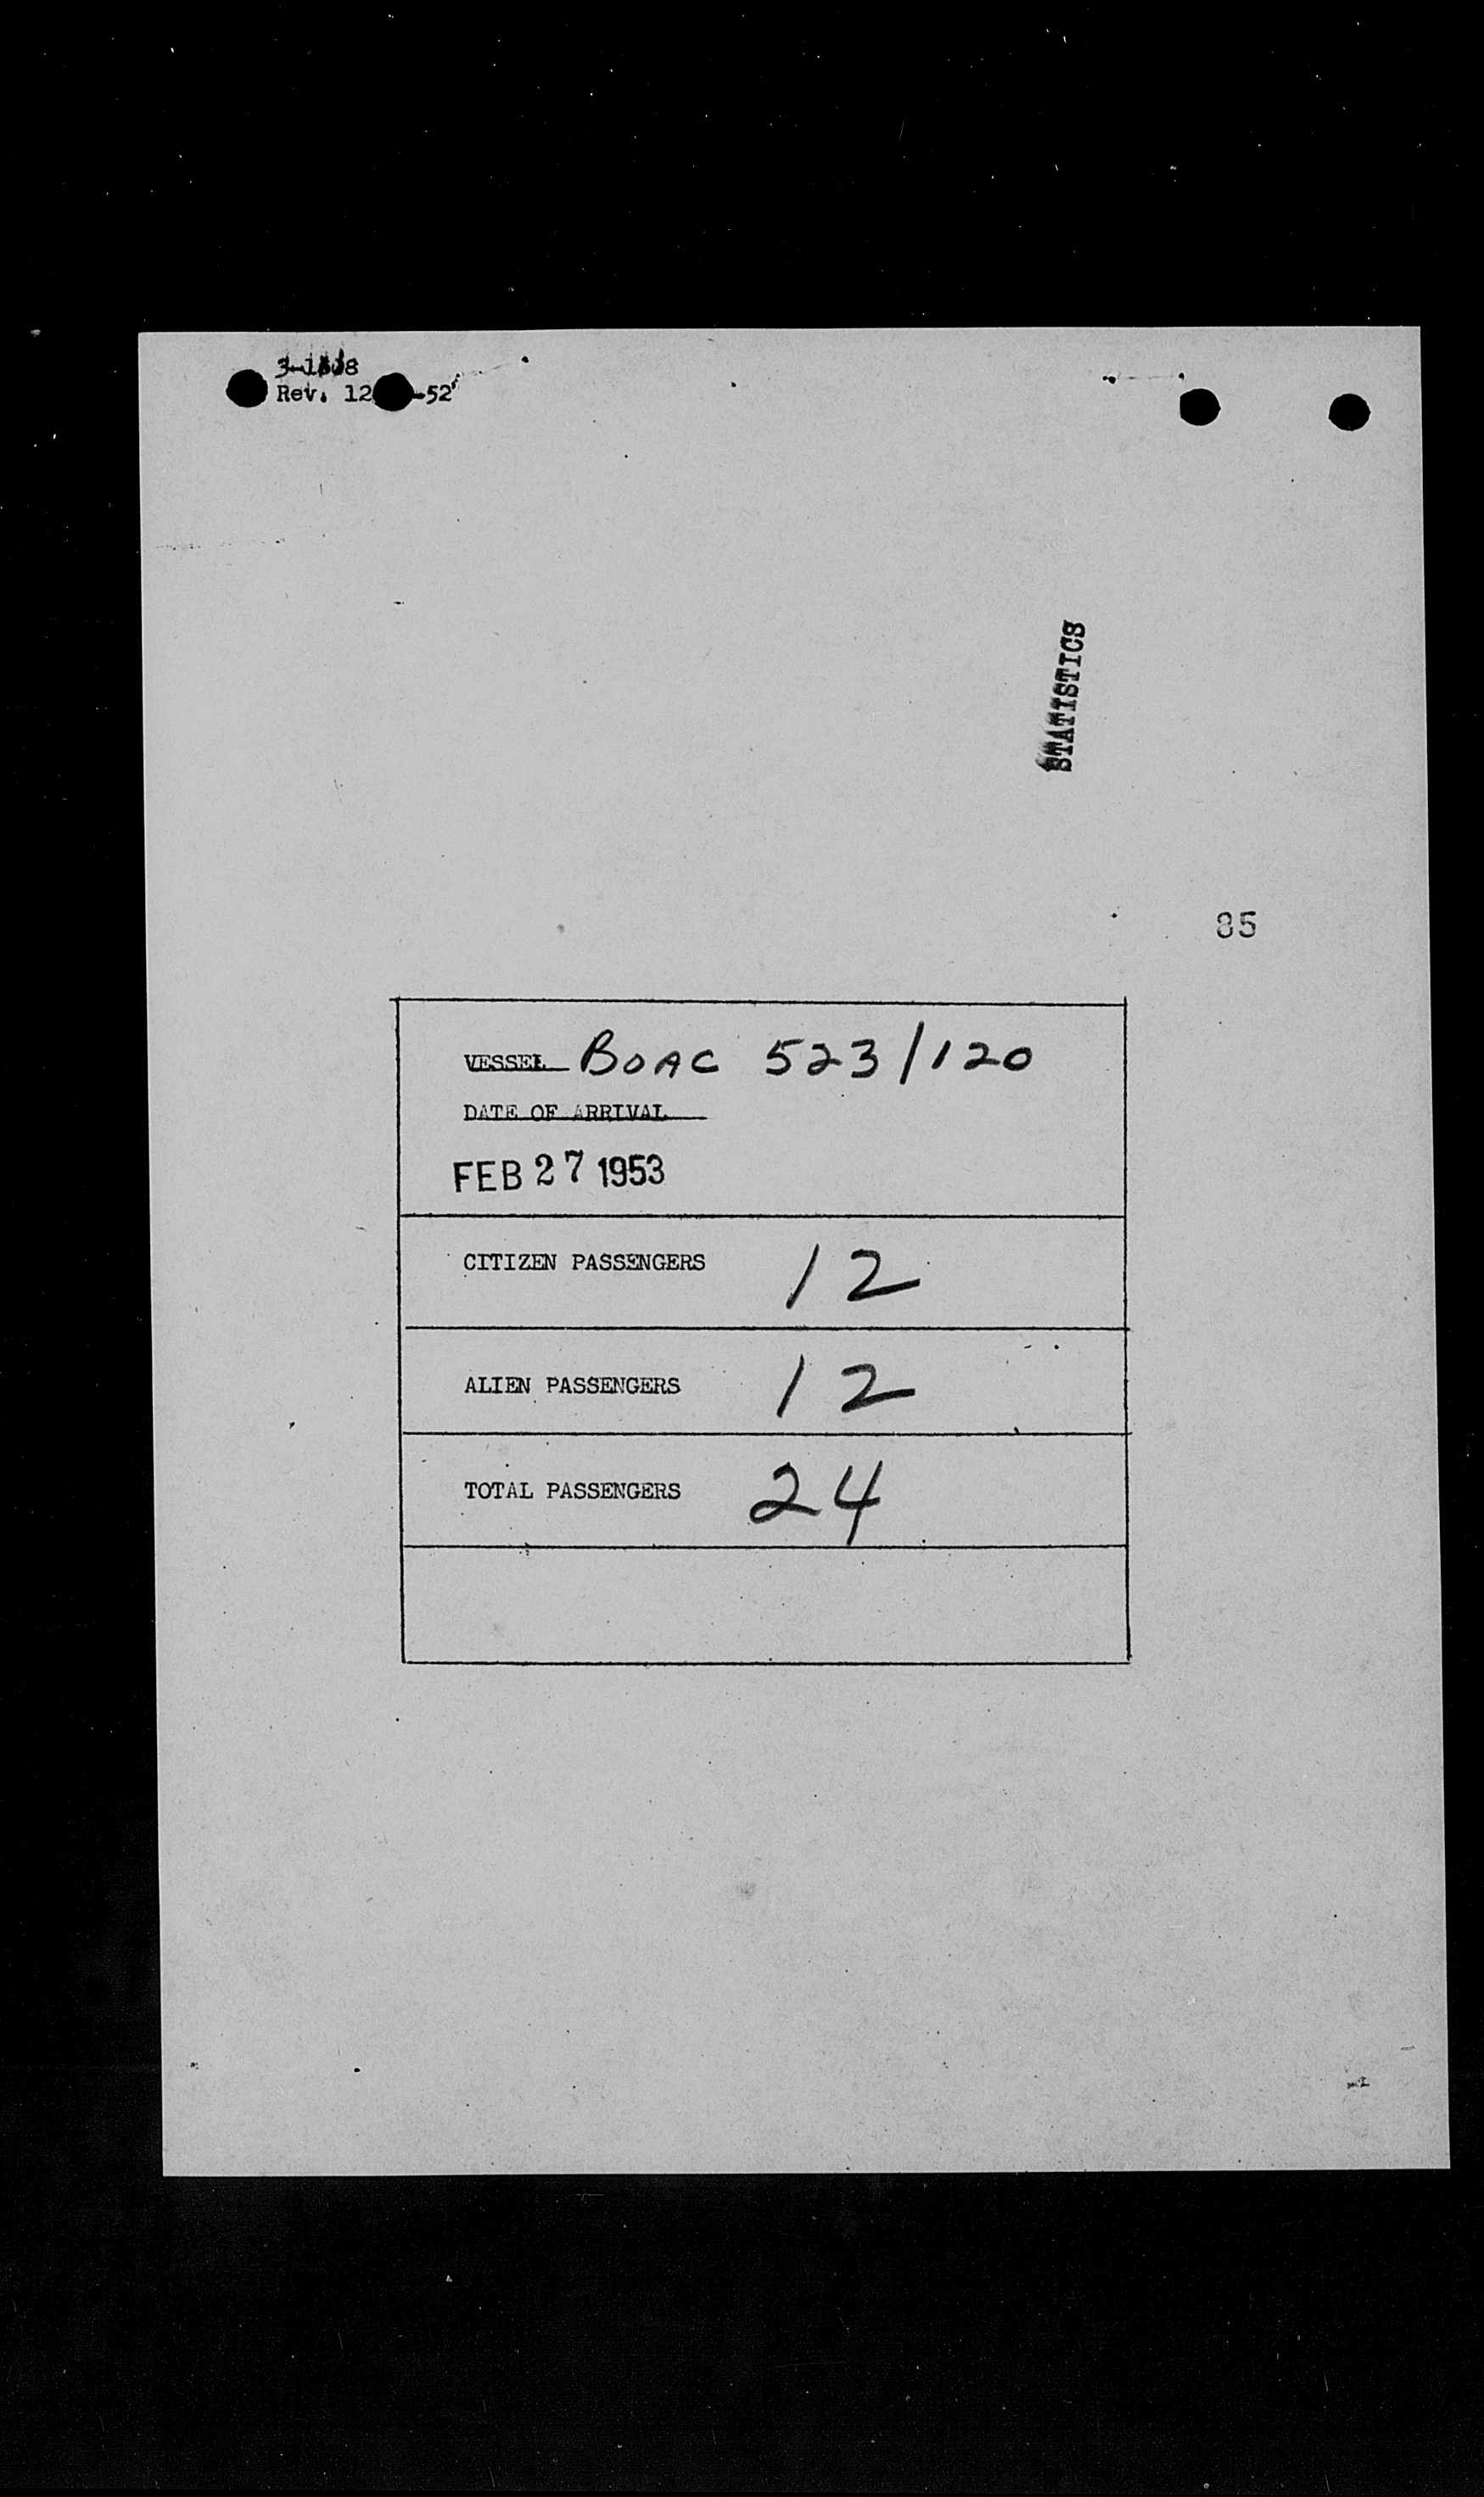 Rev. 12 -52
STATISTICS
85
VESSEL BOAC 523/120
DATE OF ARRIVAL
FEB 27 1953
CITIZEN PASSENGERS 12
ALIEN PASSENGERS 12
TOTAL PASSENGERS 24